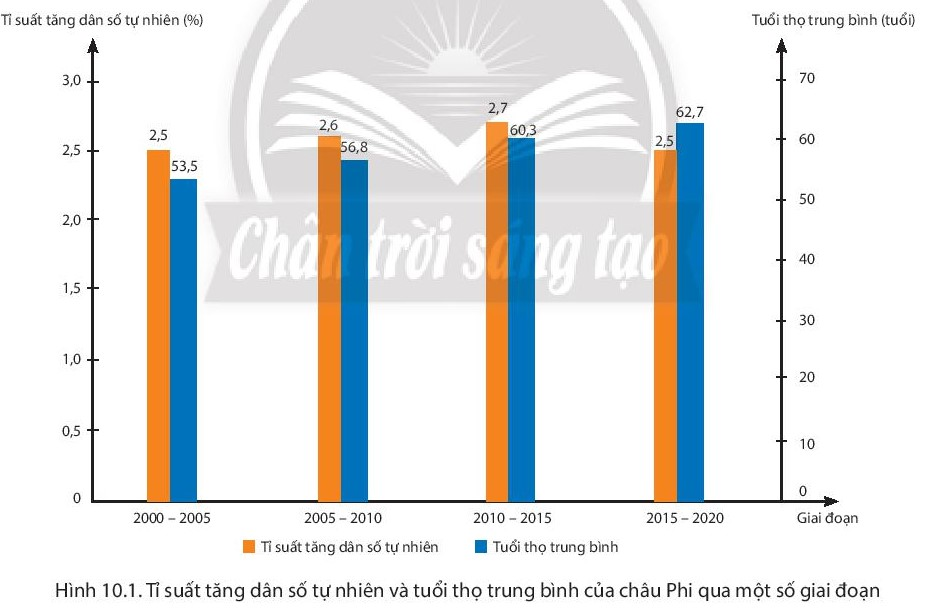 Tỉ suất tăng dân số tự nhiên (%)
Tuổi thọ trung bình (tuổi)
3,0
2,5
2,0
1,5
1,0
0,5
0
70
60
50
40
30
20
10
0
2,5
53,5
2,6
56,8
2,7
60,3
2,5
62,7
Chân trời sáng tạo
2000 – 2005
2005 – 2010
2010 – 2015
2015 – 2020
Giai đoạn
Tỉ suất tăng dân số tự nhiên
Tuổi thọ trung bình
Hình 10.1. Tỉ suất tăng dân số tự nhiên và tuổi thọ trung bình của châu Phi qua một số giai đoạn